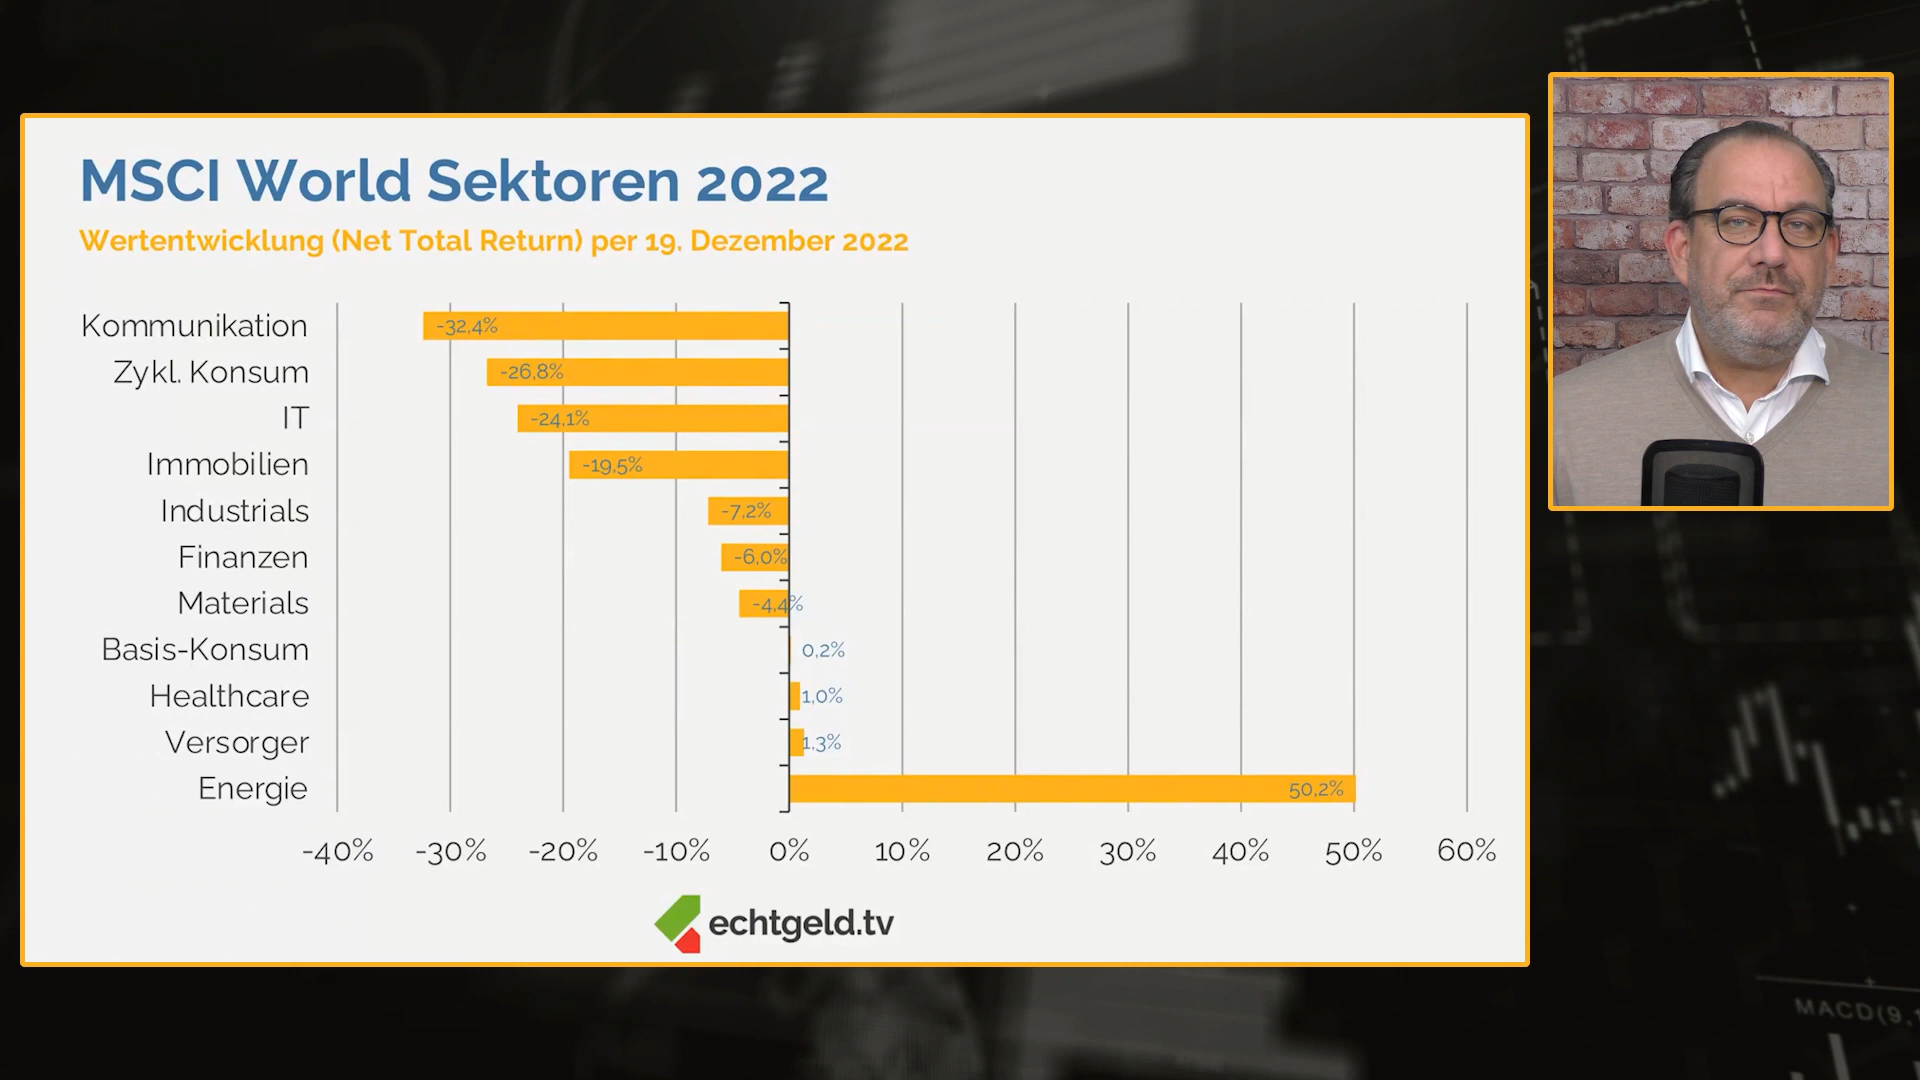 MSCI World Sektoren 2022
Wertentwicklung (Net Total Return) per 19. Dezember 2022
Kommunikation -32,4%
Zykl. Konsum -26,8%
IT -24,1%
Immobilien -19,5%
Industrials -7,2%
Finanzen -6,0%
Materials -4,4%
Basis-Konsum 0,2%
Healthcare 1,0%
Versorger 1,3%
Energie 50,2%
-40% -30% -20% -10% 0% 10% 20% 30% 40% 50% 60%
echtgeld.tv
MACD(9,